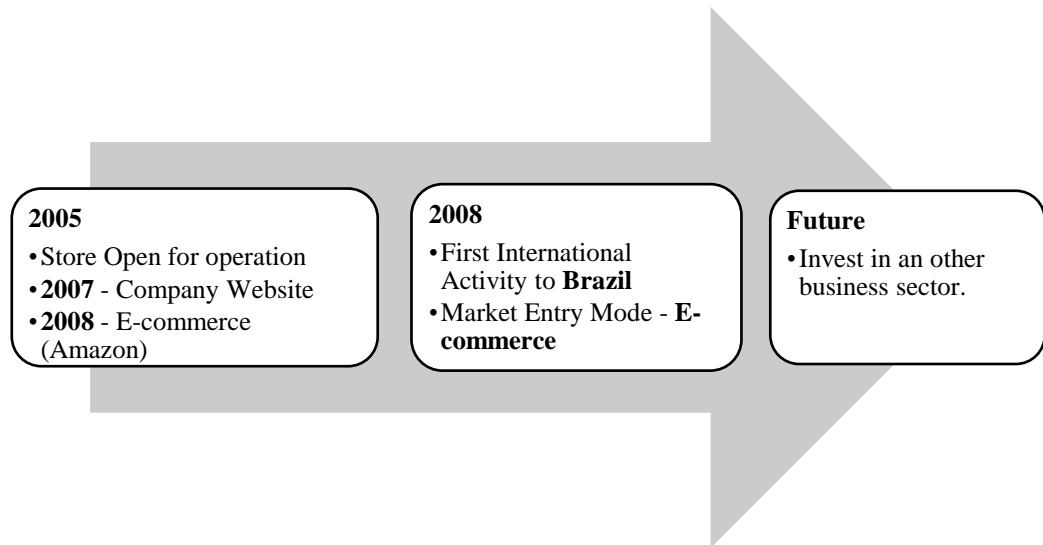 2005
•Store Open for operation
•2007 - Company Website
•2008 - E-commerce
(Amazon)
2008
•First International
Activity to Brazil
•Market Entry Mode - E-
commerce
Future
•Invest in an other
business sector.